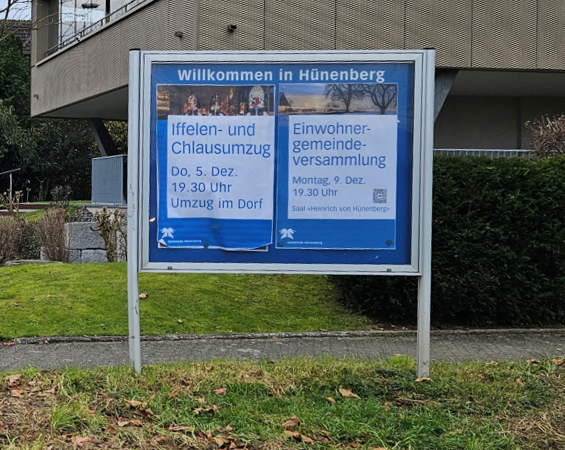 Willkommen in Hünenberg
Iffelen- und
Chlausumzug
Do, 5. Dez.
19.30 Uhr
Umzug im Dorf
Einwohner-
gemeinde-
versammlung
Montag, 9. Dez.
19.30 Uhr
Saal «Heinrich von Hünenberg»